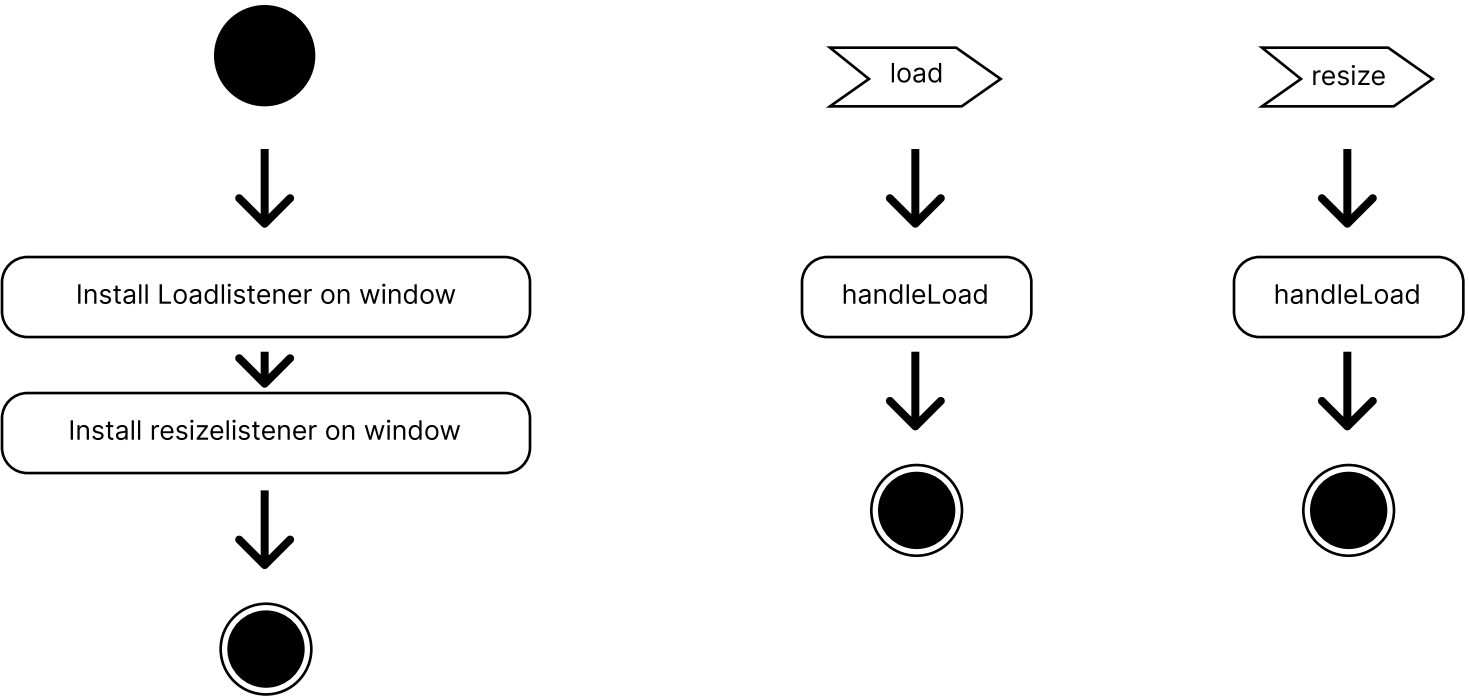 load
resize
Install Loadlistener on window
handleLoad
handleLoad
Install resizelistener on window